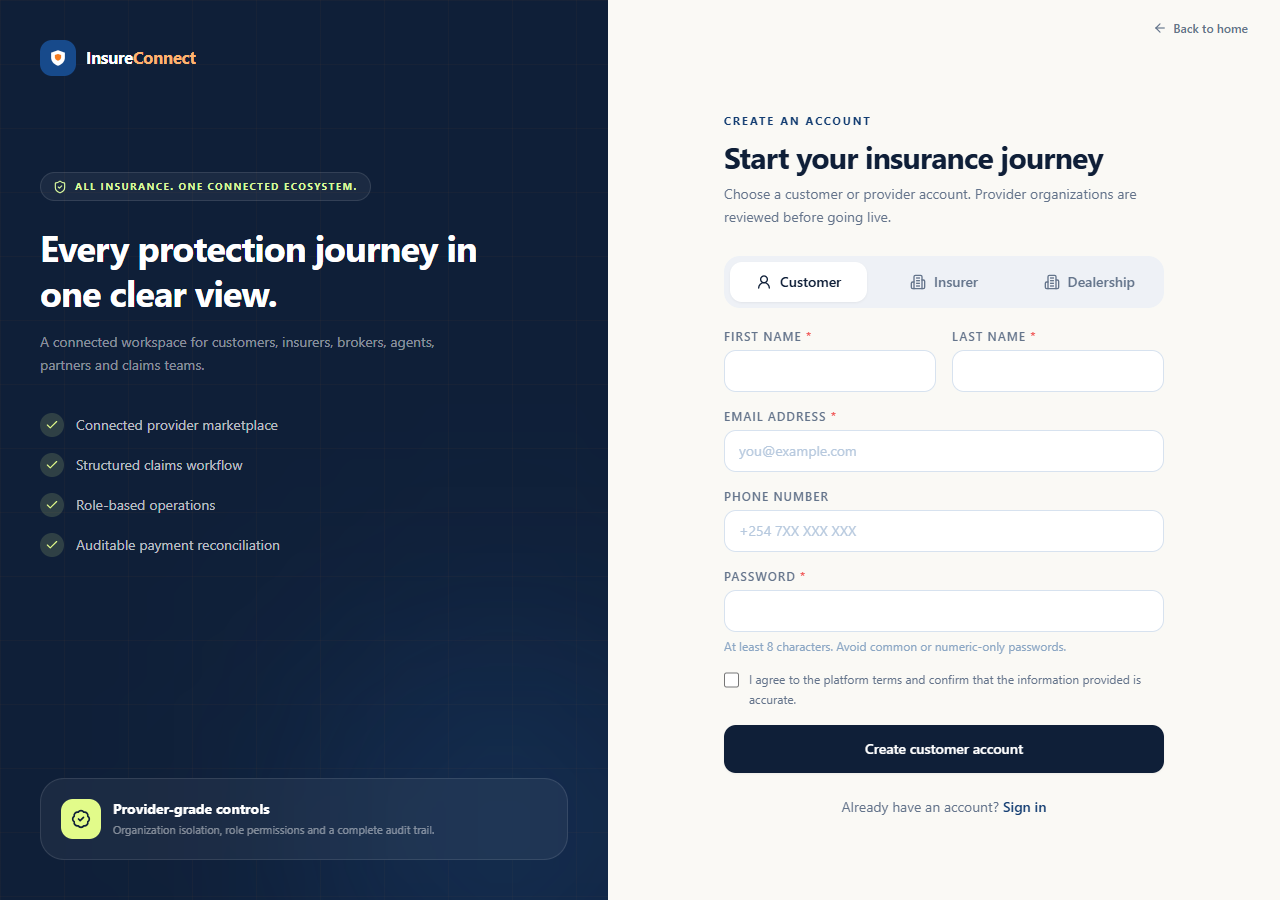 InsureConnect
ALL INSURANCE. ONE CONNECTED ECOSYSTEM.
Every protection journey in
one clear view.
A connected workspace for customers, insurers, brokers, agents,
partners and claims teams.
Connected provider marketplace
Structured claims workflow
Role-based operations
Auditable payment reconciliation
Provider-grade controls
Organization isolation, role permissions and a complete audit trail.
Back to home
CREATE AN ACCOUNT
Start your insurance journey
Choose a customer or provider account. Provider organizations are
reviewed before going live.
Customer Insurer Dealership
FIRST NAME * LAST NAME *
EMAIL ADDRESS *
you@example.com
PHONE NUMBER
+254 7XX XXX XXX
PASSWORD *
At least 8 characters. Avoid common or numeric-only passwords.
I agree to the platform terms and confirm that the information provided is
accurate.
Create customer account
Already have an account? Sign in